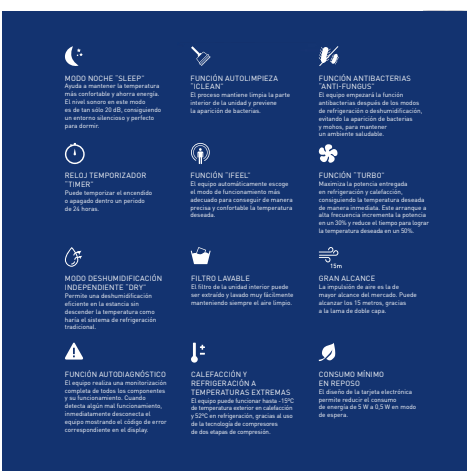 MODO NOCHE "SLEEP"
Ayuda a mantener la temperatura
más confortable y ahorra energía.
El nivel sonoro en este modo
es de tan sólo 20 dB, consiguiendo
un entorno silencioso y perfecto
para dormir.
FUNCIÓN AUTOLIMPIEZA
"ICLEAN"
El proceso mantiene limpia la parte
interior de la unidad y previene
la aparición de bacterias.
FUNCIÓN ANTIBACTERIAS
"ANTI-FUNGUS"
El equipo empezará la función
antibacterias después de los modos
de refrigeración o deshumidificación,
evitando la aparición de bacterias
y mohos, para mantener
un ambiente saludable.
RELOJ TEMPORIZADOR
"TIMER"
Puede temporizar el encendido
o apagado dentro un periodo
de 24 horas.
FUNCIÓN "IFEEL"
El equipo automáticamente escoge
el modo de funcionamiento más
adecuado para conseguir de manera
precisa y confortable la temperatura
deseada.
FUNCIÓN "TURBO"
Maximiza la potencia entregada
en refrigeración y calefacción,
consiguiendo la temperatura deseada
de manera inmediata. Este arranque a
alta frecuencia incrementa la potencia
en un 30% y reduce el tiempo para lograr
la temperatura deseada en un 50%.
MODO DESHUMIDIFICACIÓN
INDEPENDIENTE "DRY"
Permite una deshumidificación
eficiente en la estancia sin
descender la temperatura como
haría el sistema de refrigeración
tradicional.
FILTRO LAVABLE
El filtro de la unidad interior puede
ser extraído y lavado muy fácilmente
manteniendo siempre el aire limpio.
15m
GRAN ALCANCE
La impulsión de aire es la de
mayor alcance del mercado. Puede
alcanzar los 15 metros, gracias
a la lama de doble capa.
FUNCIÓN AUTODIAGNÓSTICO
El equipo realiza una monitorización
completa de todos los componentes
y su funcionamiento. Cuando
detecta algún mal funcionamiento,
inmediatamente desconecta el
equipo mostrando el código de error
correspondiente en el display.
CALEFACCIÓN Y
REFRIGERACIÓN A
TEMPERATURAS EXTREMAS
El equipo puede funcionar hasta -15ºC
de temperatura exterior en calefacción
y 52ºC en refrigeración, gracias al uso
de la tecnología de compresores
de dos etapas de compresión.
CONSUMO MÍNIMO
EN REPOSO
El diseño de la tarjeta electrónica
permite reducir el consumo
de energía de 5 W a 0,5 W en modo
de espera.